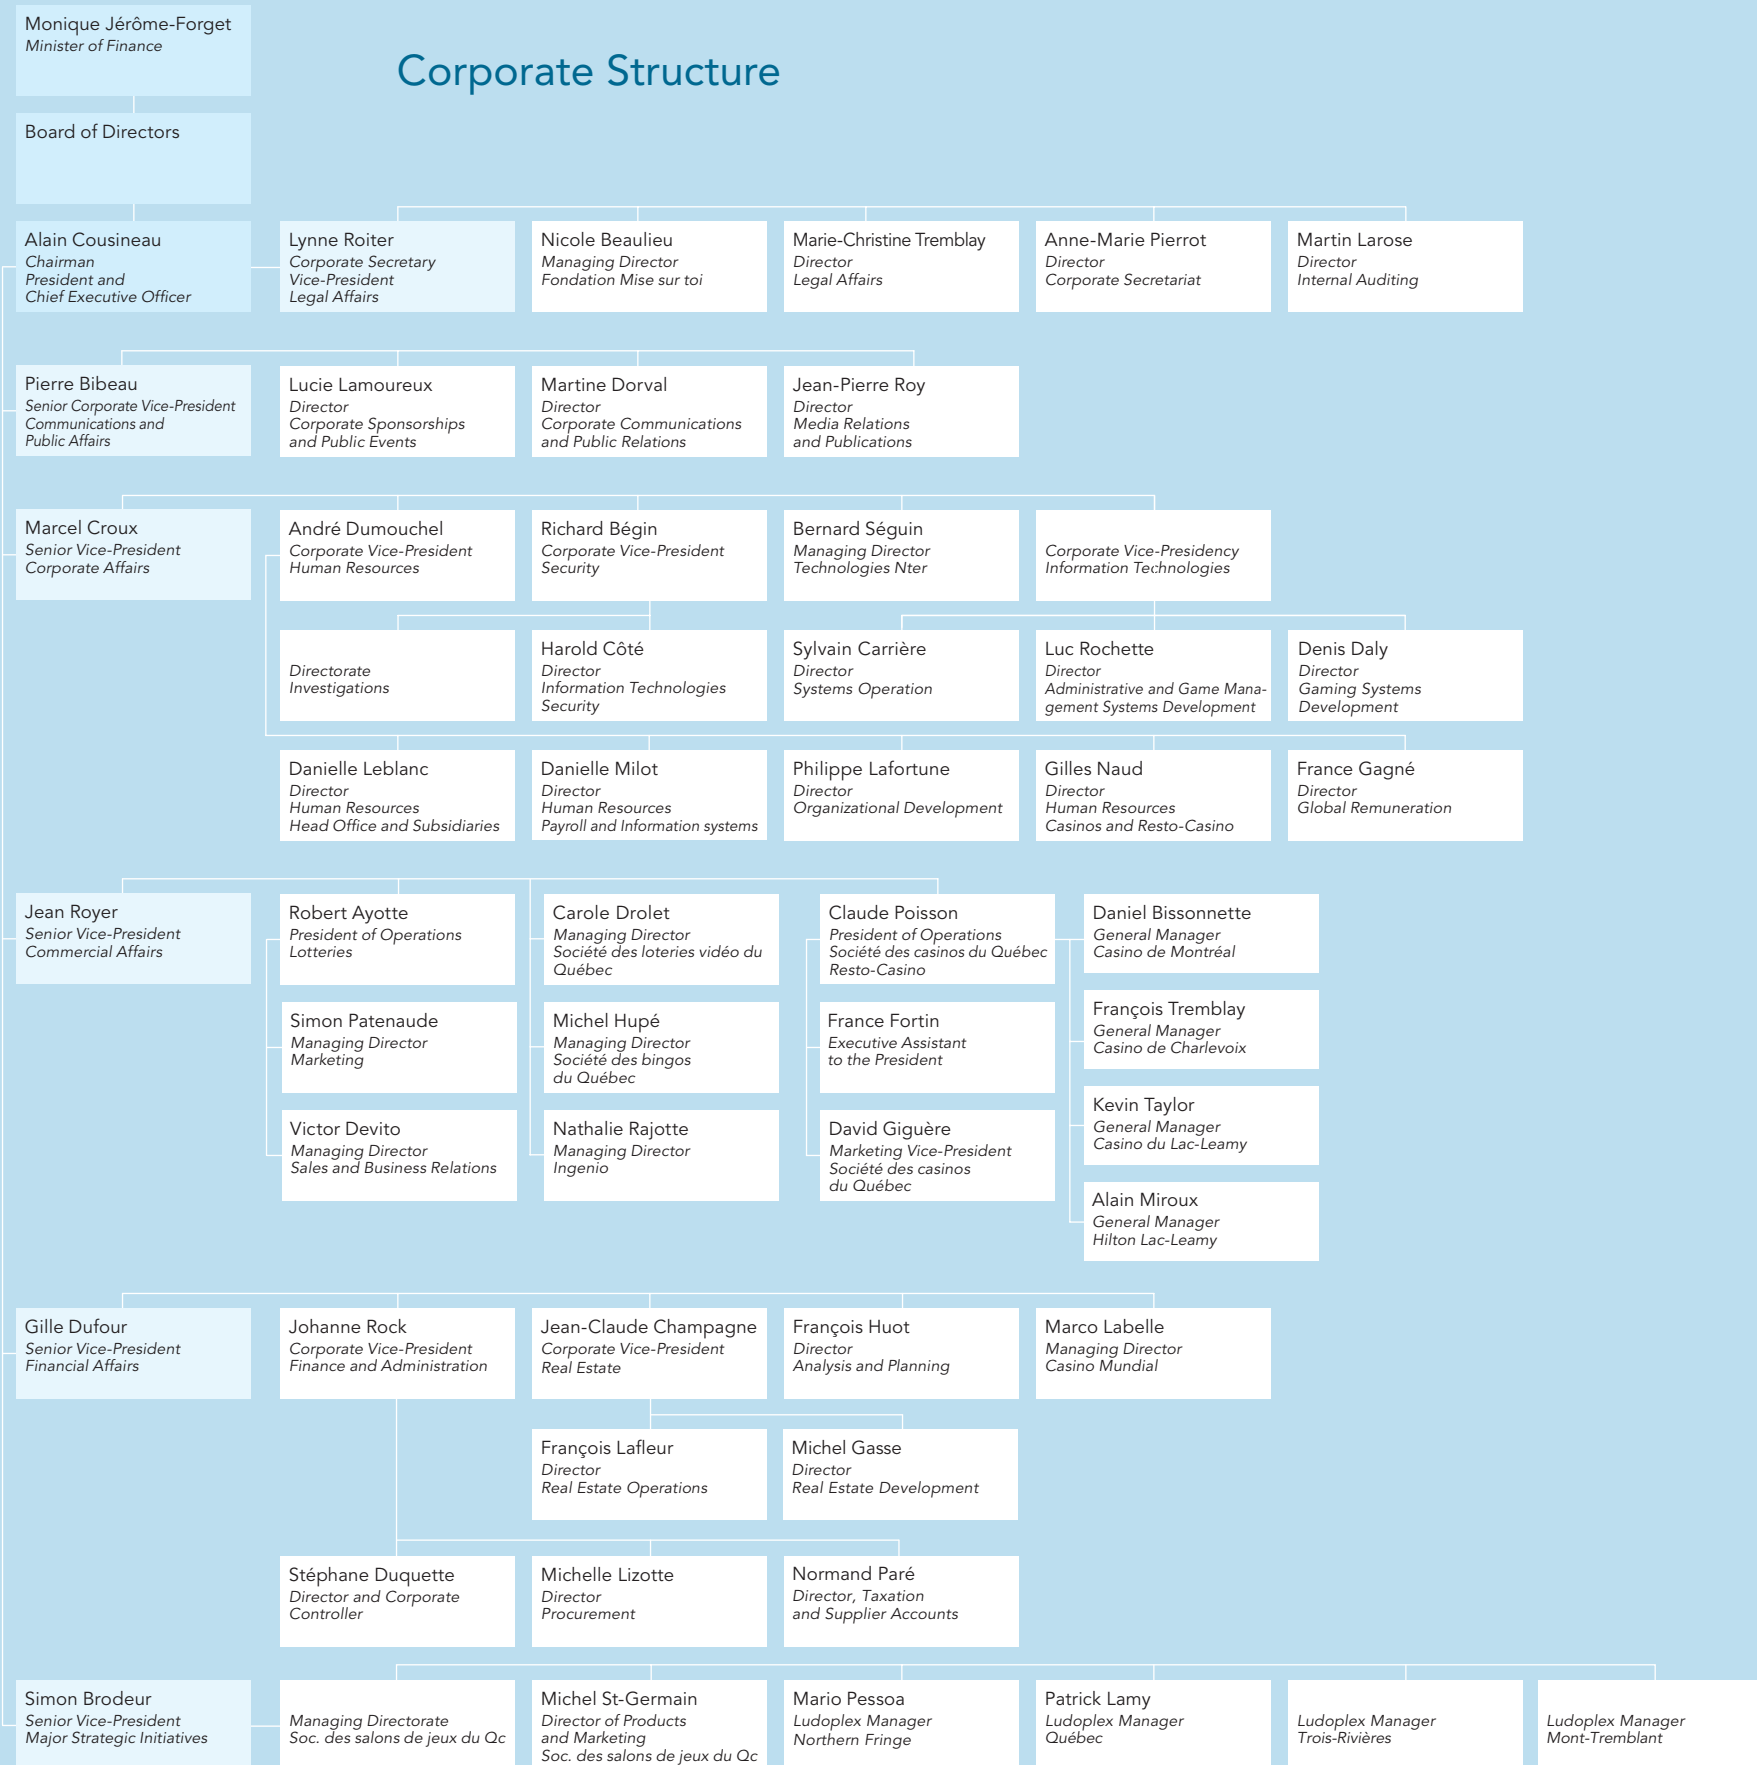 Monique Jérôme-Forget
Minister of Finance
Corporate Structure
Board of Directors
Alain Cousineau
Chairman
President and
Chief Executive Officer
Lynne Roiter
Corporate Secretary
Vice-President
Legal Affairs
Nicole Beaulieu
Managing Director
Fondation Mise sur toi
Marie-Christine Tremblay
Director
Legal Affairs
Anne-Marie Pierrot
Director
Corporate Secretariat
Martin Larose
Director
Internal Auditing
Pierre Bibeau
Senior Corporate Vice-President
Communications and
Public Affairs
Lucie Lamoureux
Director
Corporate Sponsorships
and Public Events
Martine Dorval
Director
Corporate Communications
and Public Relations
Jean-Pierre Roy
Director
Media Relations
and Publications
Marcel Croux
Senior Vice-President
Corporate Affairs
André Dumouchel
Corporate Vice-President
Human Resources
Richard Bégin
Corporate Vice-President
Security
Bernard Séguin
Managing Director
Technologies Nter
Corporate Vice-Presidency
Information Technologies
Directorate
Investigations
Harold Côté
Director
Information Technologies
Security
Sylvain Carrière
Director
Systems Operation
Luc Rochette
Director
Administrative and Game Mana-
gement Systems Development
Denis Daly
Director
Gaming Systems
Development
Danielle Leblanc
Director
Human Resources
Head Office and Subsidiaries
Danielle Milot
Director
Human Resources
Payroll and Information systems
Philippe Lafortune
Director
Organizational Development
Gilles Naud
Director
Human Resources
Casinos and Resto-Casino
France Gagné
Director
Global Remuneration
Jean Royer
Senior Vice-President
Commercial Affairs
Robert Ayotte
President of Operations
Lotteries
Carole Drolet
Managing Director
Société des loteries vidéo du
Québec
Claude Poisson
President of Operations
Société des casinos du Québec
Resto-Casino
Daniel Bissonnette
General Manager
Casino de Montréal
Simon Patenaude
Managing Director
Marketing
Michel Hupé
Managing Director
Société des bingos
du Québec
France Fortin
Executive Assistant
to the President
François Tremblay
General Manager
Casino de Charlevoix
Kevin Taylor
General Manager
Casino du Lac-Leamy
Victor Devito
Managing Director
Sales and Business Relations
Nathalie Rajotte
Managing Director
Ingenio
David Giguère
Marketing Vice-President
Société des casinos
du Québec
Alain Miroux
General Manager
Hilton Lac-Leamy
Gille Dufour
Senior Vice-President
Financial Affairs
Johanne Rock
Corporate Vice-President
Finance and Administration
Jean-Claude Champagne
Corporate Vice-President
Real Estate
François Huot
Director
Analysis and Planning
Marco Labelle
Managing Director
Casino Mundial
François Lafleur
Director
Real Estate Operations
Michel Gasse
Director
Real Estate Development
Stéphane Duquette
Director and Corporate
Controller
Michelle Lizotte
Director
Procurement
Normand Paré
Director, Taxation
and Supplier Accounts
Simon Brodeur
Senior Vice-President
Major Strategic Initiatives
Managing Directorate
Soc. des salons de jeux du Qc
Michel St-Germain
Director of Products
and Marketing
Soc. des salons de jeux du Qc
Mario Pessoa
Ludoplex Manager
Northern Fringe
Patrick Lamy
Ludoplex Manager
Québec
Ludoplex Manager
Trois-Rivières
Ludoplex Manager
Mont-Tremblant